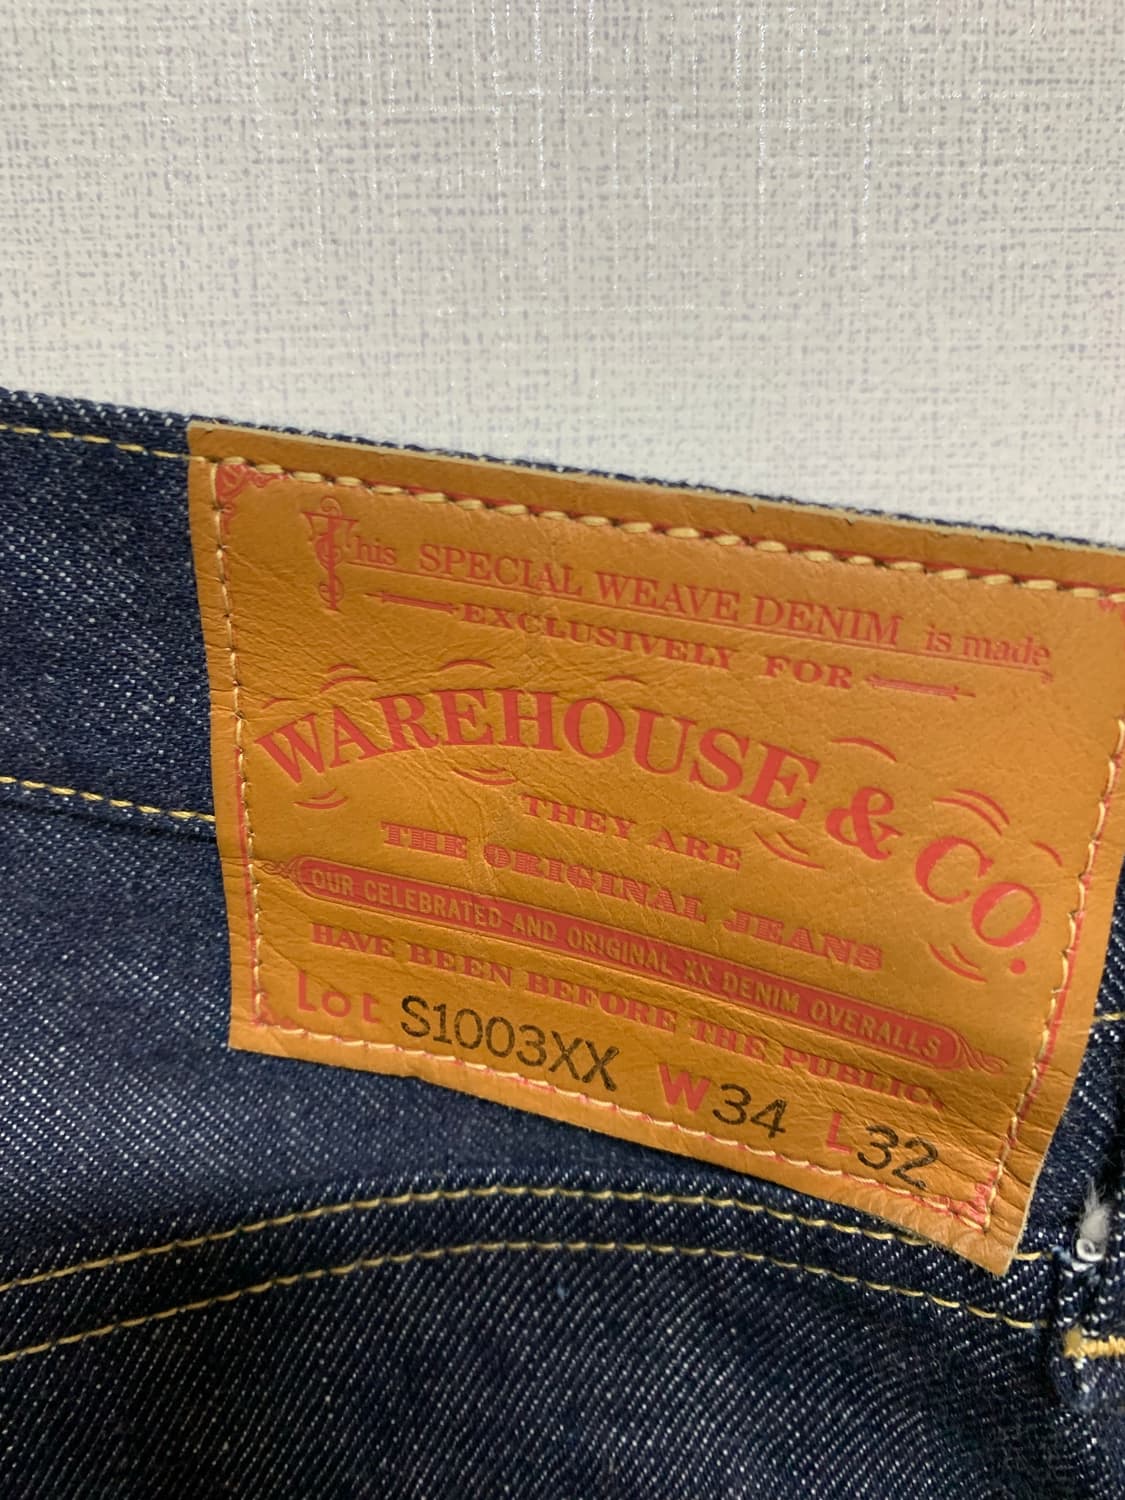 This SPECIAL WEAVE DENIM is made
EXCLUSIVELY FOR
WAREHOUSE & CO.
THEY ARE
THE ORIGINAL JEANS
OUR CELEBRATED AND ORIGINAL XX DENIM OVERALLS
HAVE BEEN BEFORE THE PUBLIC.
Lot S1003XX W34 L32